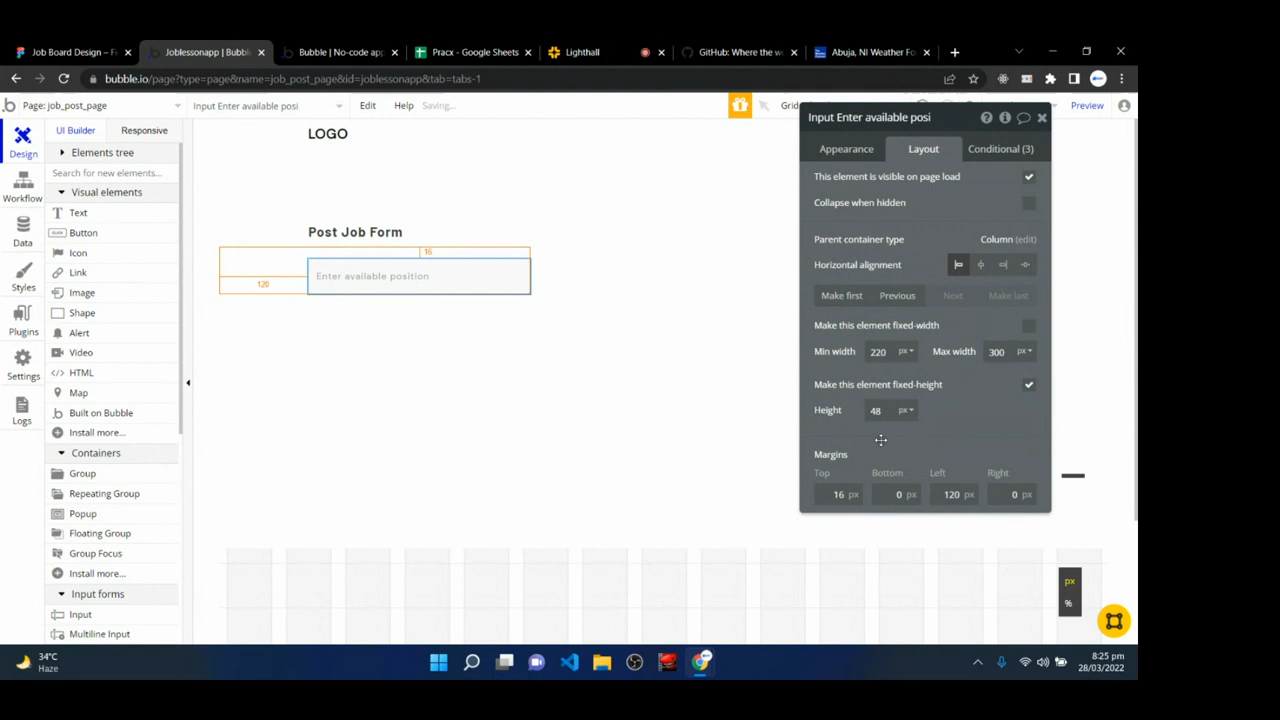 Job Board Design – F
Joblessonapp | Bubbl
Bubble | No-code ap
Pracx - Google Sheets
Lighthall
GitHub: Where the w
Abuja, NI Weather Fo
bubble.io/page?type=page&name=job_post_page&id=joblessonapp&tab=tabs-1
Page: job_post_page
Input Enter available posi
Edit
Help
Saving...
Grid
Preview
Design
Workflow
Data
Styles
Plugins
Settings
Logs
UI Builder
Responsive
Elements tree
Search for new elements...
Visual elements
Text
CLICK
Button
Icon
Link
Image
Shape
Alert
Video
</> HTML
Map
Built on Bubble
Install more...
Containers
Group
Repeating Group
Popup
Floating Group
Group Focus
Install more...
Input forms
Input
Multiline Input
LOGO
Post Job Form
16
Enter available position
120
Input Enter available posi
Appearance
Layout
Conditional (3)
This element is visible on page load
Collapse when hidden
Parent container type
Column (edit)
Horizontal alignment
Make first
Previous
Next
Make last
Make this element fixed-width
Min width
220 px
Max width
300 px
Make this element fixed-height
Height
48 px
Margins
Top
Bottom
Left
Right
16 px
0 px
120 px
0 px
px
%
34°C
Haze
8:25 pm
28/03/2022